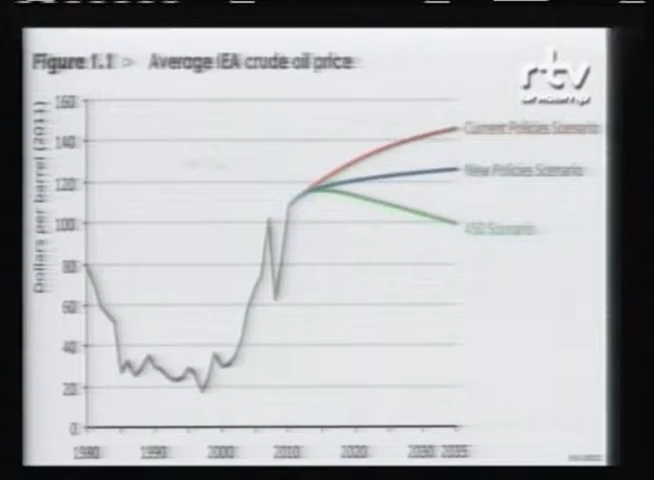 Figure 1.1 > Average IEA crude oil price
rtv
unicamp
Dollars per barrel (2011)
160
140
120
100
80
60
40
20
0
1980 1990 2000 2010 2020 2030 2035
Current Policies Scenario
New Policies Scenario
450 Scenario